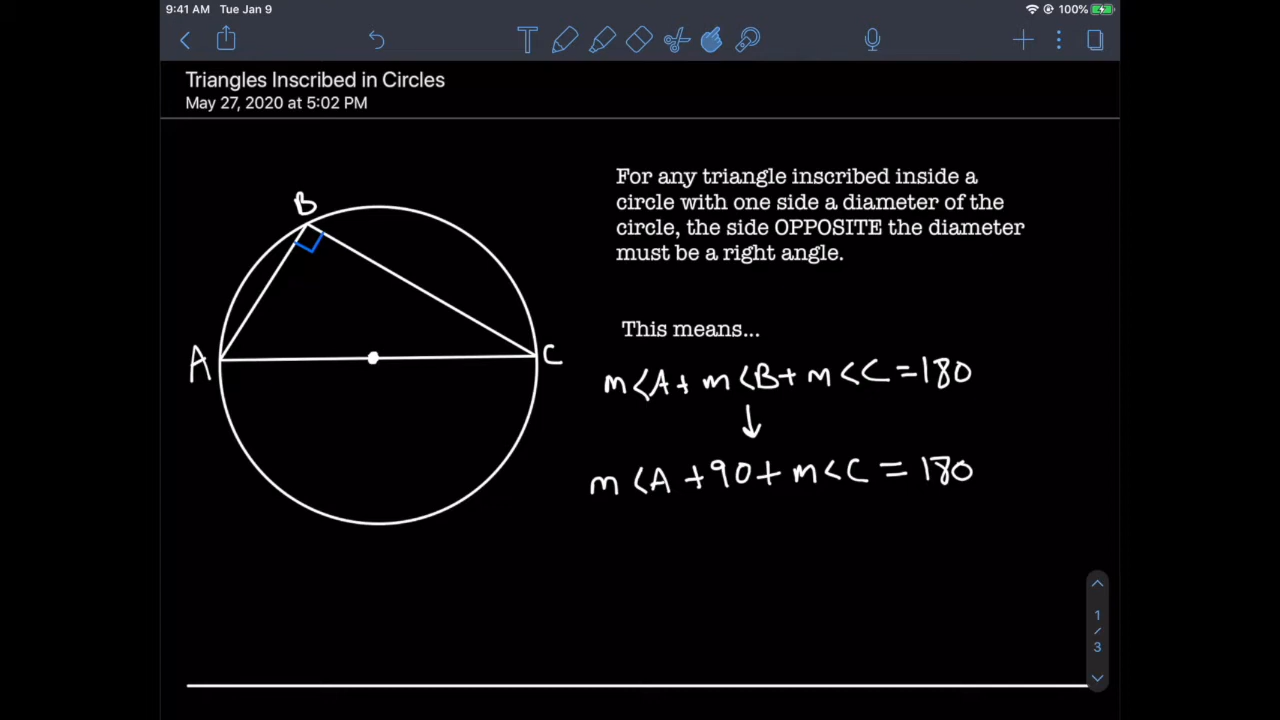 9:41 AM Tue Jan 9 100%
T
Triangles Inscribed in Circles
May 27, 2020 at 5:02 PM
B
A
C
For any triangle inscribed inside a
circle with one side a diameter of the
circle, the side OPPOSITE the diameter
must be a right angle.
This means...
m<A+ m<B+ m<C=180
m<A +90+ m<C = 180
1
/
3